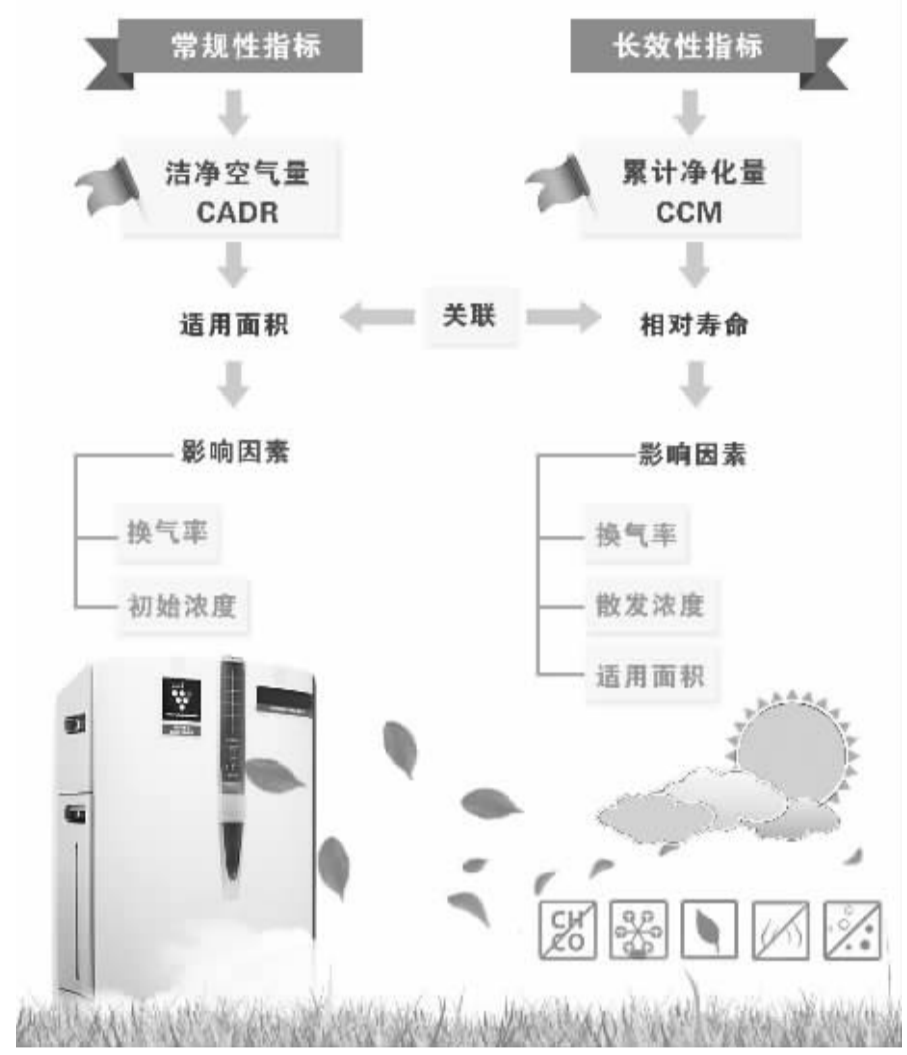 常规性指标
长效性指标
洁净空气量
CADR
累计净化量
CCM
适用面积
关联
相对寿命
影响因素
换气率
初始浓度
影响因素
换气率
散发浓度
适用面积
CH
CO